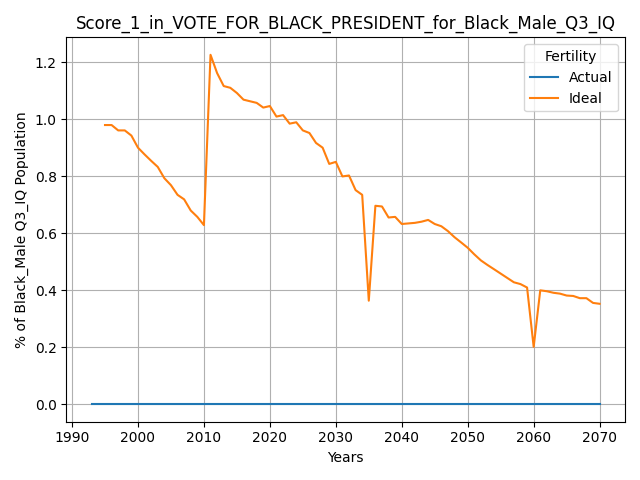 Score_1_in_VOTE_FOR_BLACK_PRESIDENT_for_Black_Male_Q3_IQ
Fertility
Actual
Ideal
% of Black_Male Q3_IQ Population
1.2
1.0
0.8
0.6
0.4
0.2
0.0
1990 2000 2010 2020 2030 2040 2050 2060 2070
Years